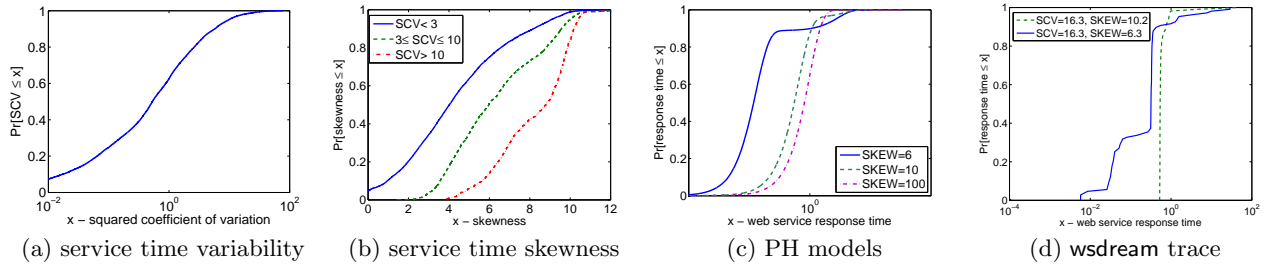 Pr[SCV ≤ x]
1
0.8
0.6
0.4
0.2
0
10^-2
10^0
10^2
x − squared coefficient of variation
(a) service time variability
Pr[skewness ≤ x]
1
0.8
0.6
0.4
0.2
0
SCV< 3
3≤ SCV≤ 10
SCV> 10
0
2
4
6
8
10
12
x − skewness
(b) service time skewness
Pr[response time ≤ x]
1
0.8
0.6
0.4
0.2
0
SKEW=6
SKEW=10
SKEW=100
10^0
x − web service response time
(c) PH models
Pr[response time ≤ x]
1
0.8
0.6
0.4
0.2
0
SCV=16.3, SKEW=10.2
SCV=16.3, SKEW=6.3
10^-4
10^-2
10^0
10^2
x − web service response time
(d) wsdream trace